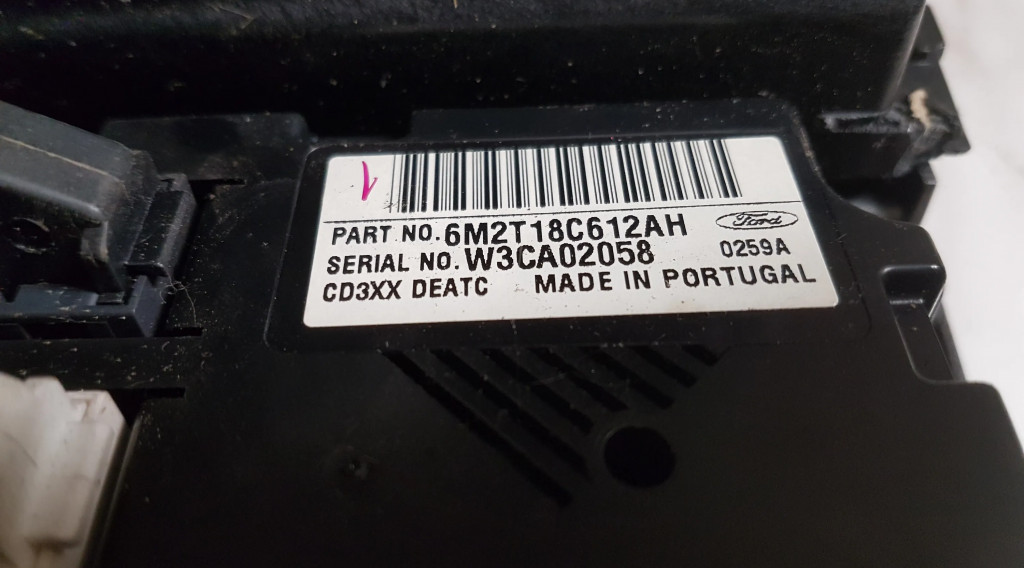 PART NO. 6M2T18C612AH
Ford
SERIAL NO. W3CA02058
0259A
CD3XX DEATC MADE IN PORTUGAL